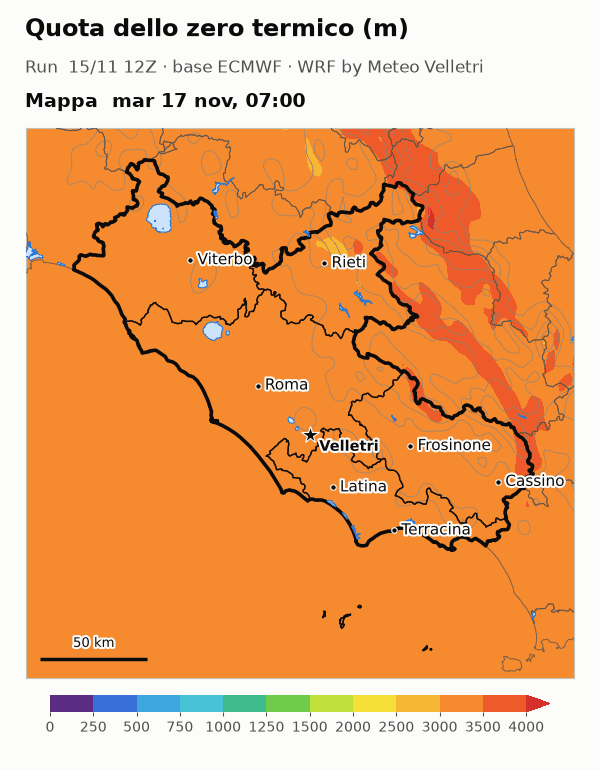 Quota dello zero termico (m)
Run  15/11 12Z · base ECMWF · WRF by Meteo Velletri
Mappa  mar 17 nov, 07:00
Viterbo
Rieti
Roma
Velletri
Frosinone
Latina
Cassino
Terracina
50 km
0 250 500 750 1000 1250 1500 2000 2500 3000 3500 4000